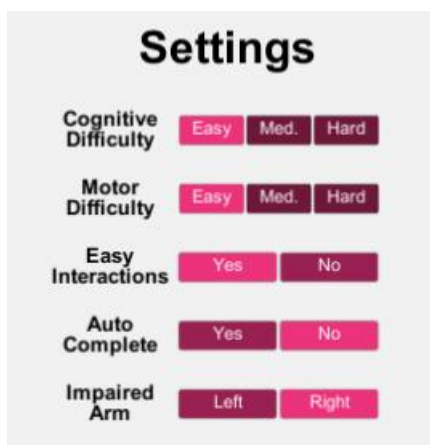 Settings
Cognitive
Difficulty
Easy Med. Hard
Motor
Difficulty
Easy Med. Hard
Easy
Interactions
Yes No
Auto
Complete
Yes No
Impaired
Arm
Left Right